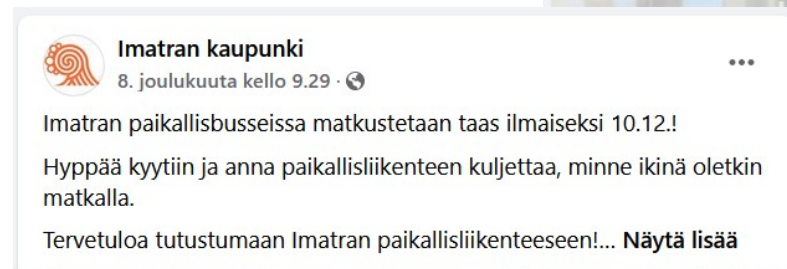 Imatran kaupunki
8. joulukuuta kello 9.29 ·
Imatran paikallisbusseissa matkustetaan taas ilmaiseksi 10.12.!
Hyppää kyytiin ja anna paikallisliikenteen kuljettaa, minne ikinä oletkin
matkalla.
Tervetuloa tutustumaan Imatran paikallisliikenteeseen!... Näytä lisää